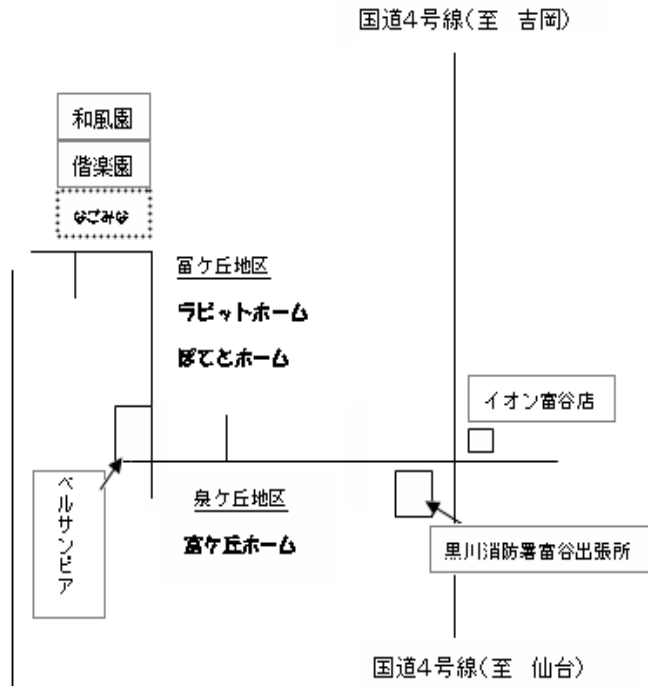 国道4号線(至　吉岡)
和風園
偕楽園
なごみな
冨ケ丘地区
ラビットホーム
ぽてとホーム
イオン富谷店
ベルサンピア
泉ケ丘地区
富ケ丘ホーム
黒川消防署富谷出張所
国道4号線(至　仙台)